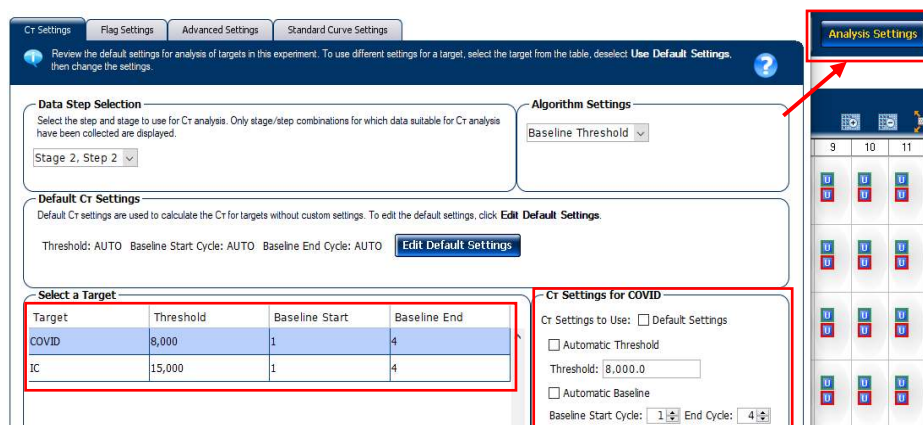 CT Settings
Flag Settings
Advanced Settings
Standard Curve Settings
Analysis Settings
Review the default settings for analysis of targets in this experiment. To use different settings for a target, select the target from the table, deselect Use Default Settings,
then change the settings.
?
Data Step Selection
Select the step and stage to use for CT analysis. Only stage/step combinations for which data suitable for CT analysis
have been collected are displayed.
Stage 2, Step 2
Algorithm Settings
Baseline Threshold
Default CT Settings
Default CT settings are used to calculate the CT for targets without custom settings. To edit the default settings, click Edit Default Settings.
Threshold: AUTO Baseline Start Cycle: AUTO Baseline End Cycle: AUTO
Edit Default Settings
Select a Target
Target Threshold Baseline Start Baseline End
COVID 8,000 1 4
IC 15,000 1 4
CT Settings for COVID
CT Settings to Use: Default Settings
Automatic Threshold
Threshold: 8,000.0
Automatic Baseline
Baseline Start Cycle: 1 End Cycle: 4
9 10 11
U U U
U U U
U U U
U U U
U U U
U U U
U U U
U U U